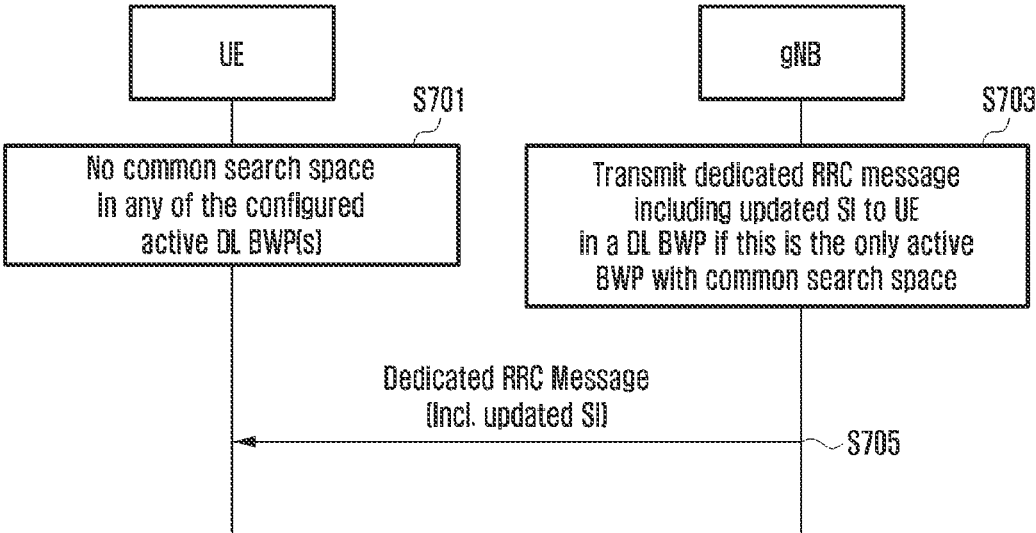 UE
gNB
S701
S703
No common search space
in any of the configured
active DL BWP(s)
Transmit dedicated RRC message
including updated SI to UE
in a DL BWP if this is the only active
BWP with common search space
Dedicated RRC Message
(Incl. updated SI)
S705